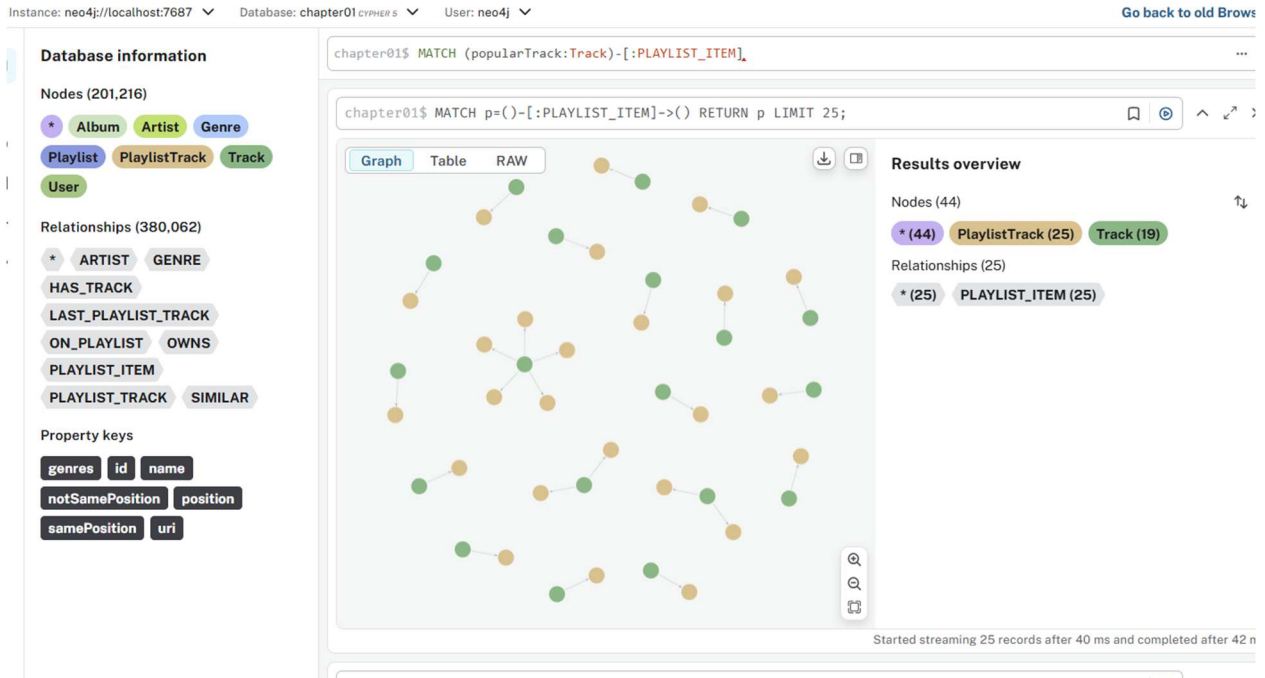 Instance: neo4j://localhost:7687 Database: chapter01 CYPHER 5 User: neo4j Go back to old Brows
Database information
Nodes (201,216)
* Album Artist Genre
Playlist PlaylistTrack Track
User
Relationships (380,062)
* ARTIST GENRE
HAS_TRACK
LAST_PLAYLIST_TRACK
ON_PLAYLIST OWNS
PLAYLIST_ITEM
PLAYLIST_TRACK SIMILAR
Property keys
genres id name
notSamePosition position
samePosition uri
chapter01$ MATCH (popularTrack:Track)-[:PLAYLIST_ITEM]
chapter01$ MATCH p=()-[:PLAYLIST_ITEM]->() RETURN p LIMIT 25;
Graph Table RAW
Results overview
Nodes (44)
* (44) PlaylistTrack (25) Track (19)
Relationships (25)
* (25) PLAYLIST_ITEM (25)
Started streaming 25 records after 40 ms and completed after 42 m